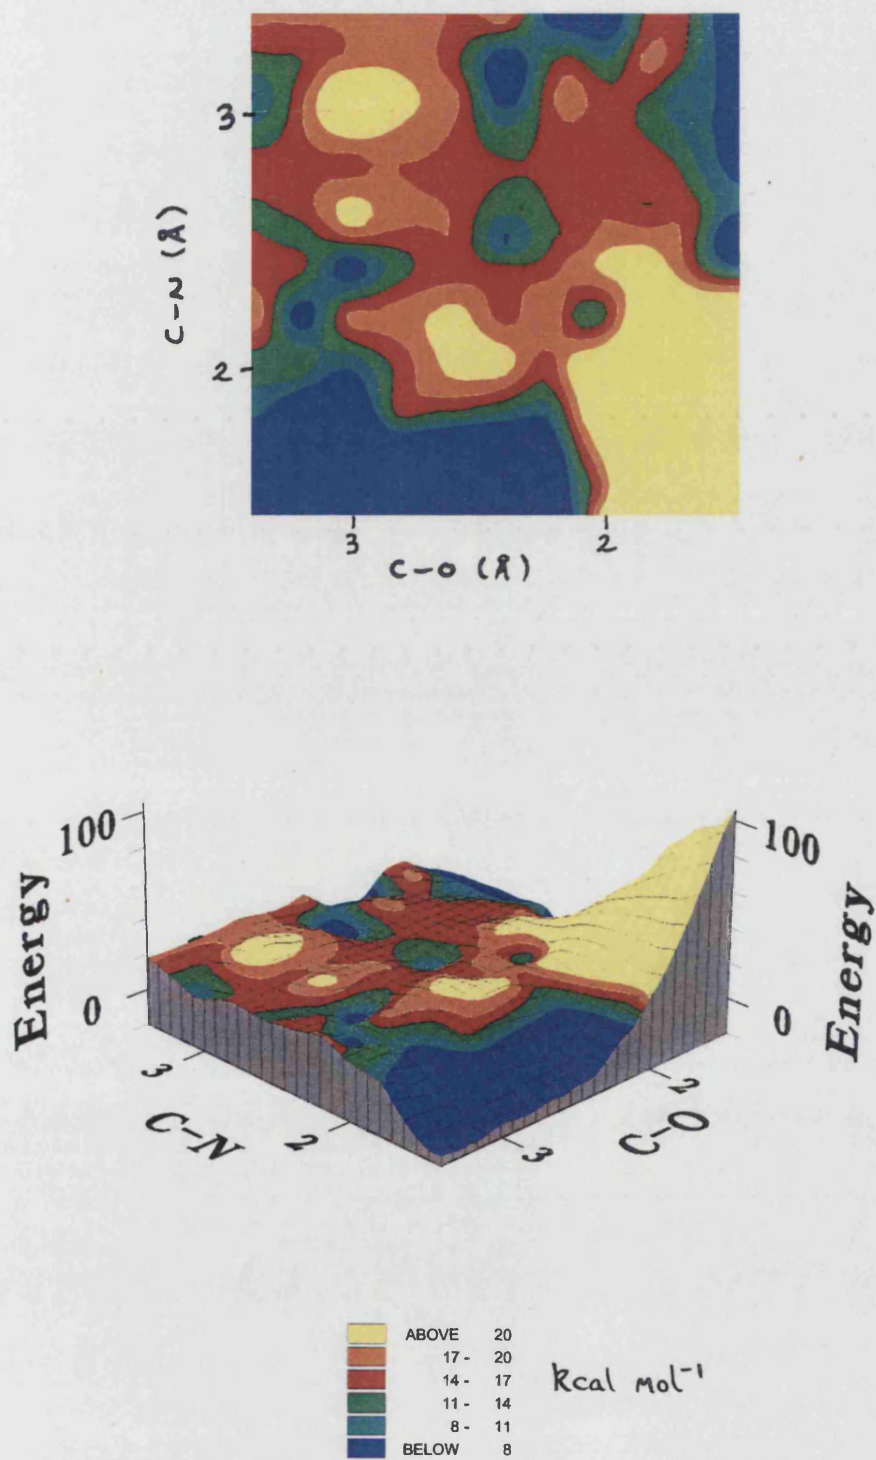 3
C-N (Å)
2
3
2
C-O (Å)
100
100
Energy
Energy
0
0
3
2
C-N
2
3
C-O
ABOVE 20
17 - 20
14 - 17
kcal mol⁻¹
11 - 14
8 - 11
BELOW 8